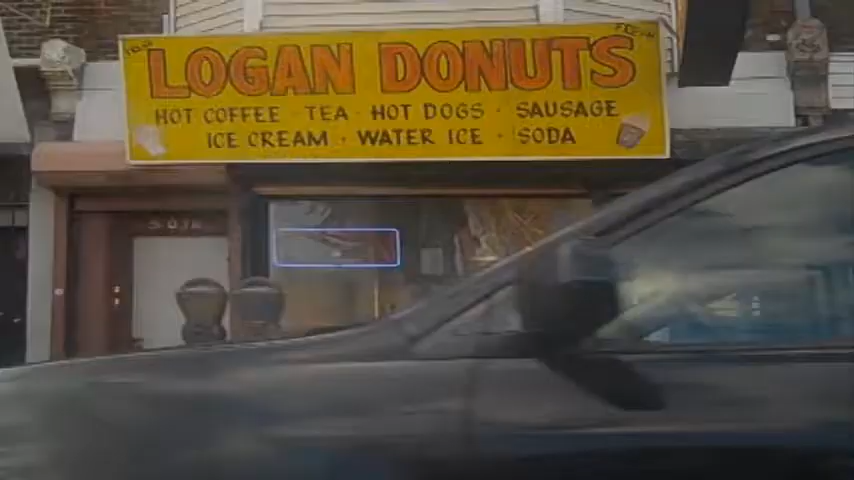 LOGAN DONUTS
HOT COFFEE · TEA · HOT DOGS · SAUSAGE
ICE CREAM · WATER ICE · SODA